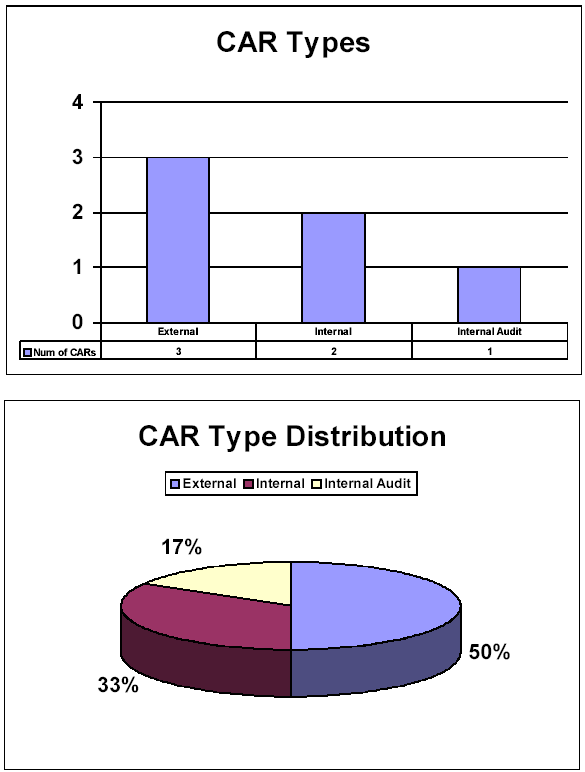 CAR Types
4
3
2
1
0
External Internal Internal Audit
Num of CARs 3 2 1
CAR Type Distribution
External Internal Internal Audit
17%
50%
33%